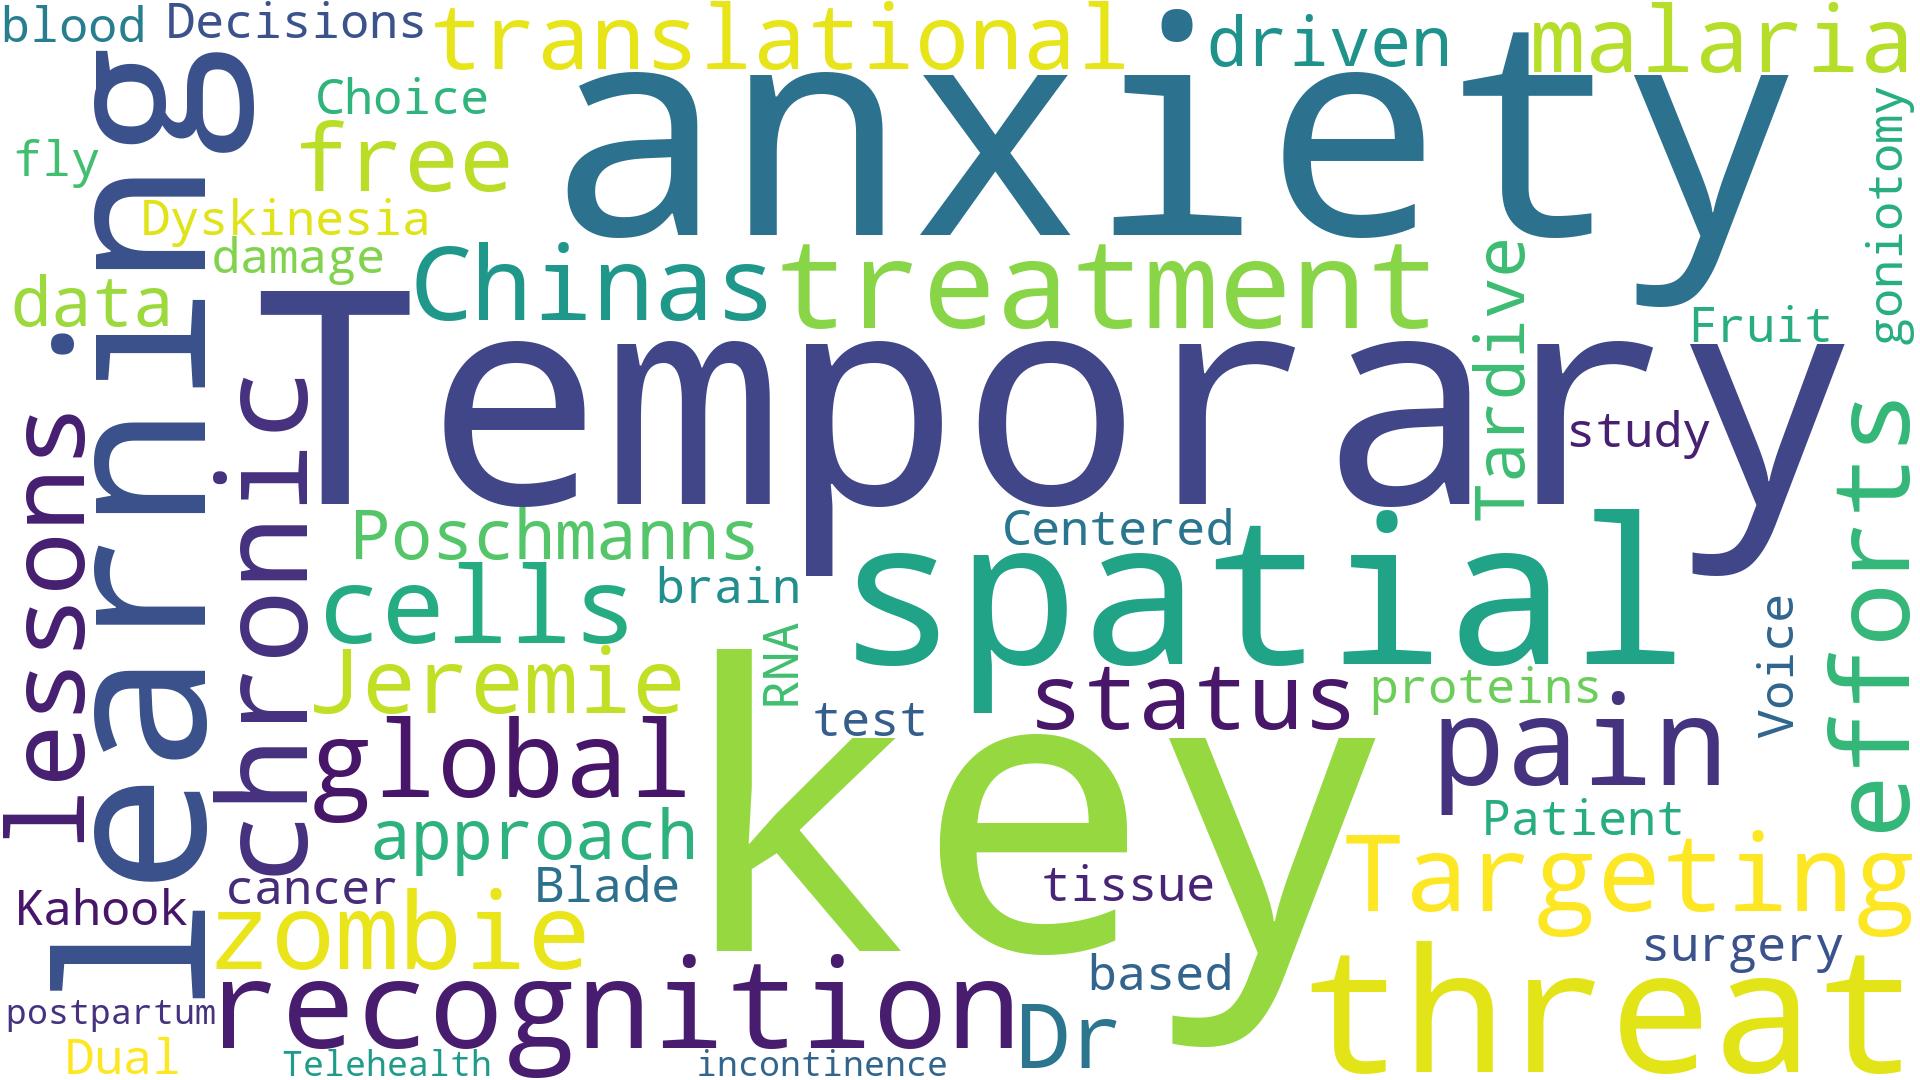 blood
Decisions
translational
driven
malaria
anxiety
Choice
free
fly
learning
goniotomy
Dyskinesia
damage
Chinas
treatment
Tardive
data
Fruit
Temporary
lessons
chronic
study
efforts
Poschmanns
Centered
spatial
cells
brain
RNA
Voice
Jeremie
status
proteins
test
key
pain
global
approach
Patient
Targeting
Kahook
cancer
Blade
tissue
zombie
surgery
threat
recognition
based
postpartum
Dr
Dual
Telehealth
incontinence